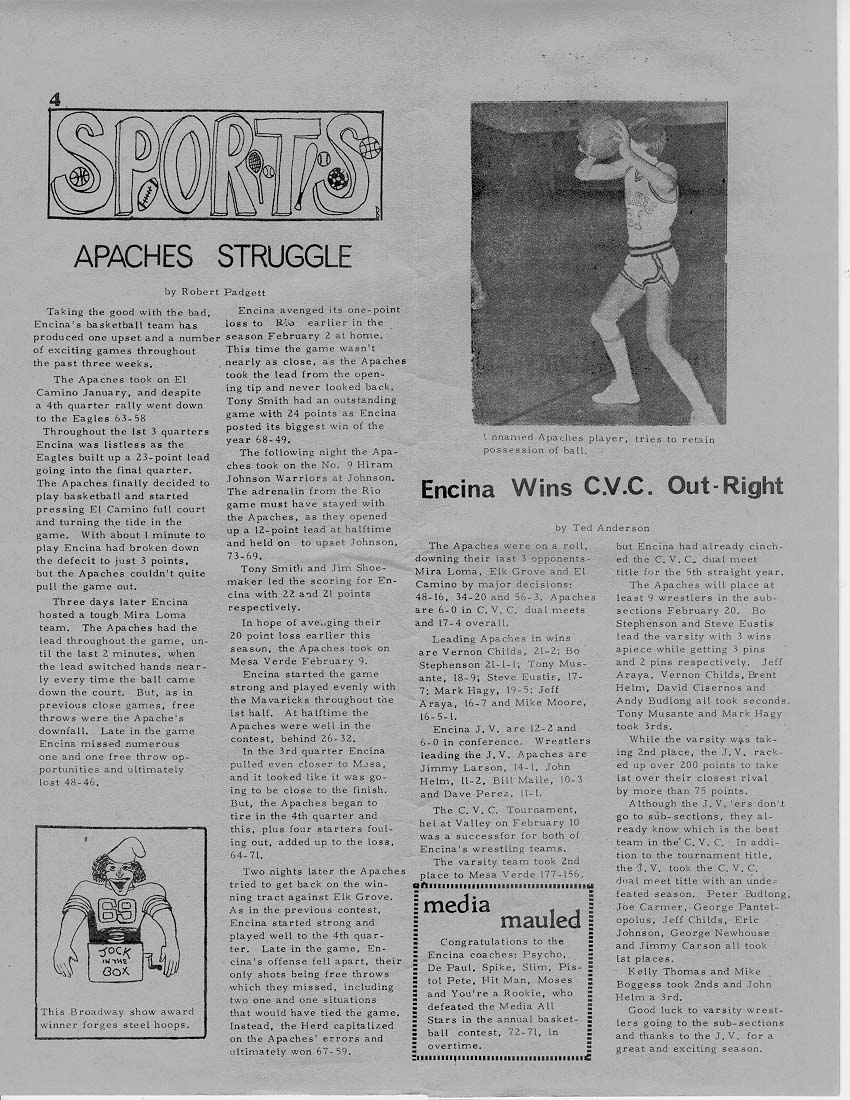 4
SPORTS
APACHES STRUGGLE
by Robert Padgett
Taking the good with the bad,
Encina's basketball team has
produced one upset and a number
of exciting games throughout
the past three weeks.
The Apaches took on El
Camino January, and despite
a 4th quarter rally went down
to the Eagles 63-58
Throughout the lst 3 quarters
Encina was listless as the
Eagles built up a 23-point lead
going into the final quarter.
The Apaches finally decided to
play basketball and started
pressing El Camino full court
and turning the tide in the
game. With about l minute to
play Encina had broken down
the defecit to just 3 points,
but the Apaches couldn't quite
pull the game out.
Three days later Encina
hosted a tough Mira Loma
team. The Apaches had the
lead throughout the game, un-
til the last 2 minutes, when
the lead switched hands near-
ly every time the ball came
down the court. But, as in
previous close games, free
throws were the Apache's
downfall. Late in the game
Encina missed numerous
one and one free throw op-
portunities and ultimately
lost 48-46.
69
JOCK
IN THE
BOX
This Broadway show award
winner forges steel hoops.
Encina avenged its one-point
loss to Rio earlier in the
season February 2 at home.
This time the game wasn't
nearly as close, as the Apaches
took the lead from the open-
ing tip and never looked back.
Tony Smith had an outstanding
game with 24 points as Encina
posted its biggest win of the
year 68-49.
The following night the Apa-
ches took on the No. 9 Hiram
Johnson Warriors at Johnson.
The adrenalin from the Rio
game must have stayed with
the Apaches, as they opened
up a 12-point lead at halftime
and held on to upset Johnson,
73-69.
Tony Smith and Jim Shoe-
maker led the scoring for En-
cina with 22 and 21 points
respectively.
In hope of avenging their
20 point loss earlier this
season, the Apaches took on
Mesa Verde February 9.
Encina started the game
strong and played evenly with
the Mavaricks throughout the
lst half. At halftime the
Apaches were well in the
contest, behind 26-32.
In the 3rd quarter Encina
pulled even closer to Mesa,
and it looked like it was go-
ing to be close to the finish.
But, the Apaches began to
tire in the 4th quarter and
this, plus four starters foul-
ing out, added up to the loss,
64-71.
Two nights later the Apaches
tried to get back on the win-
ning tract against Elk Grove.
As in the previous contest,
Encina started strong and
played well to the 4th quar-
ter. Late in the game, En-
cina's offense fell apart, their
only shots being free throws
which they missed, including
two one and one situations
that would have tied the game.
Instead, the Herd capitalized
on the Apaches' errors and
ultimately won 67-59.
Unnamed Apaches player, tries to retain
possession of ball.
Encina Wins C.V.C. Out-Right
by Ted Anderson
The Apaches were on a roll,
downing their last 3 opponents-
Mira Loma, Elk Grove and El
Camino by major decisions:
48-16, 34-20 and 56-3. Apaches
are 6-0 in C.V.C. dual meets
and 17-4 overall.
Leading Apaches in wins
are Vernon Childs, 21-2; Bo
Stephenson 21-1-1; Tony Mus-
ante, 18-9; Steve Eustis, 17-
7; Mark Hagy, 19-5; Jeff
Araya, 16-7 and Mike Moore,
16-5-1.
Encina J.V. are 12-2 and
6-0 in conference. Wrestlers
leading the J.V. Apaches are
Jimmy Larson, 14-1, John
Helm, 11-2, Bill Maile, 10-3
and Dave Perez, 11-1.
The C.V.C. Tournament,
hel at Valley on February 10
was a successfor for both of
Encina's wrestling teams.
The varsity team took 2nd
place to Mesa Verde 177-156,
media
mauled
Congratulations to the
Encina coaches: Psycho,
De Paul, Spike, Slim, Pis-
tol Pete, Hit Man, Moses
and You're a Rookie, who
defeated the Media All
Stars in the annual basket-
ball contest, 72-71, in
overtime.
but Encina had already cinch-
ed the C.V.C. dual meet
title for the 5th straight year.
The Apaches will place at
least 9 wrestlers in the sub-
sections February 20. Bo
Stephenson and Steve Eustis
lead the varsity with 3 wins
apiece while getting 3 pins
and 2 pins respectively. Jeff
Araya, Vernon Childs, Brent
Helm, David Cisernos and
Andy Budlong all took seconds.
Tony Musante and Mark Hagy
took 3rds.
While the varsity was tak-
ing 2nd place, the J.V. rack-
ed up over 200 points to take
lst over their closest rival
by more than 75 points.
Although the J.V.'ers don't
go to sub-sections, they al-
ready know which is the best
team in the C.V.C. In addi-
tion to the tournament title,
the J.V. took the C.V.C.
dual meet title with an unde-
feated season. Peter Budlong,
Joe Carmer, George Pantel-
opolus, Jeff Childs, Eric
Johnson, George Newhouse
and Jimmy Carson all took
lst places.
Kelly Thomas and Mike
Boggess took 2nds and John
Helm a 3rd.
Good luck to varsity wrest-
lers going to the sub-sections
and thanks to the J.V. for a
great and exciting season.